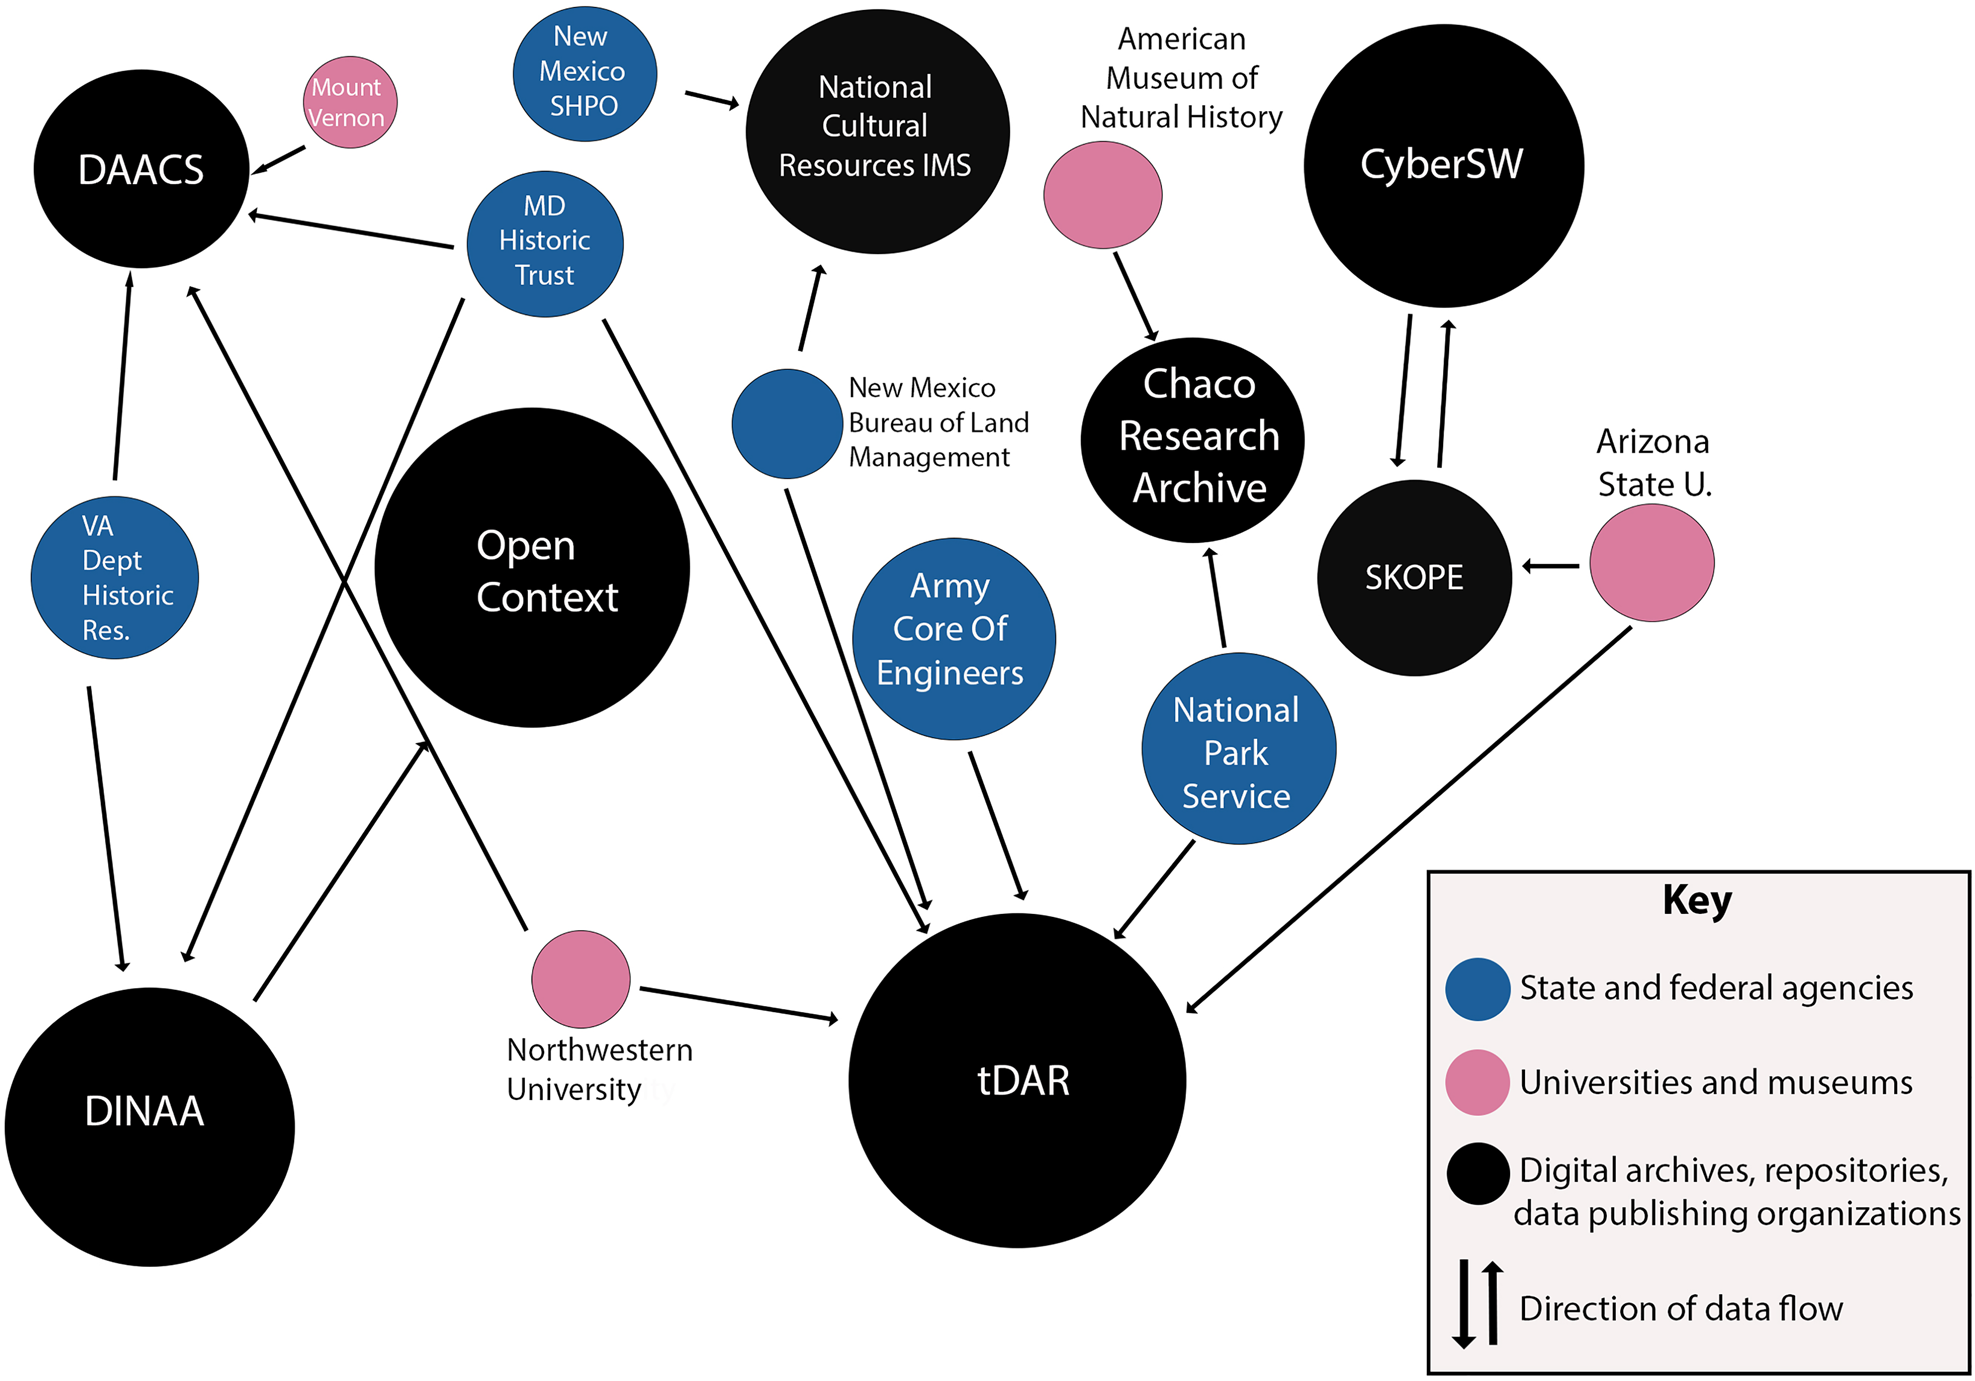 New
Mexico
SHPO
Mount
Vernon
DAACS
National
Cultural
Resources IMS
American
Museum of
Natural History
CyberSW
MD
Historic
Trust
New Mexico
Bureau of Land
Management
Chaco
Research
Archive
Arizona
State U.
VA
Dept
Historic
Res.
Open
Context
Army
Core Of
Engineers
SKOPE
National
Park
Service
DINAA
Northwestern
University
tDAR
Key
State and federal agencies
Universities and museums
Digital archives, repositories,
data publishing organizations
Direction of data flow